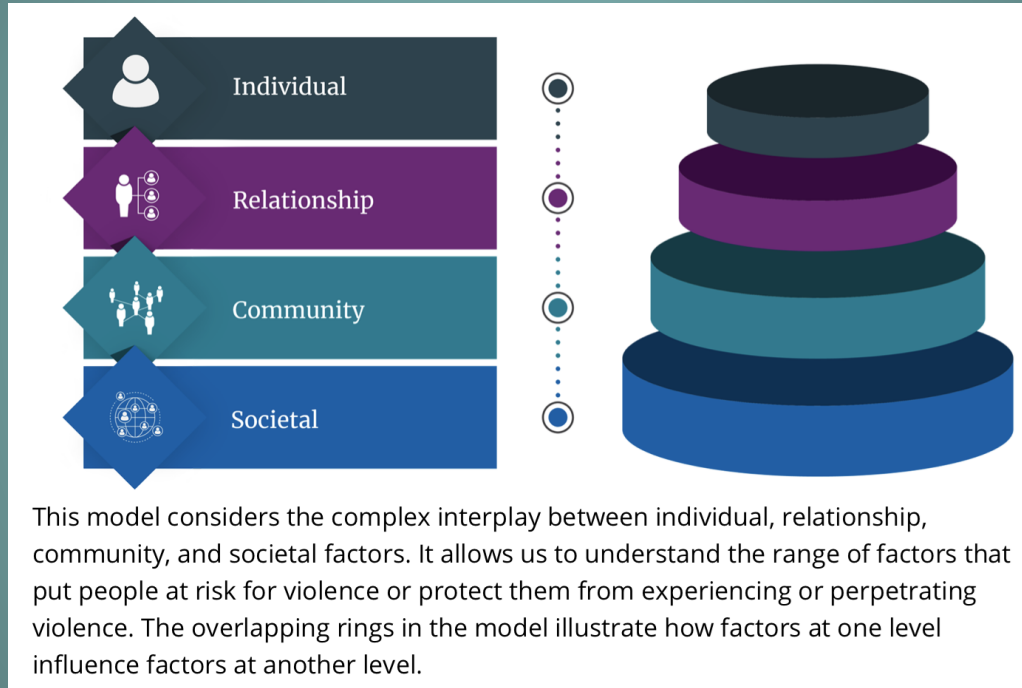 Individual
Relationship
Community
Societal
This model considers the complex interplay between individual, relationship,
community, and societal factors. It allows us to understand the range of factors that
put people at risk for violence or protect them from experiencing or perpetrating
violence. The overlapping rings in the model illustrate how factors at one level
influence factors at another level.